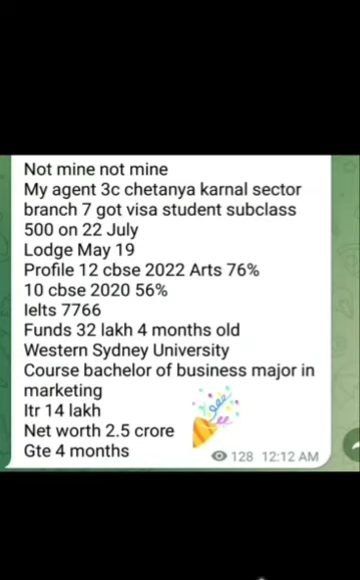 Not mine not mine
My agent 3c chetanya karnal sector
branch 7 got visa student subclass
500 on 22 July
Lodge May 19
Profile 12 cbse 2022 Arts 76%
10 cbse 2020 56%
Ielts 7766
Funds 32 lakh 4 months old
Western Sydney University
Course bachelor of business major in
marketing
Itr 14 lakh
Net worth 2.5 crore
Gte 4 months
128 12:12 AM